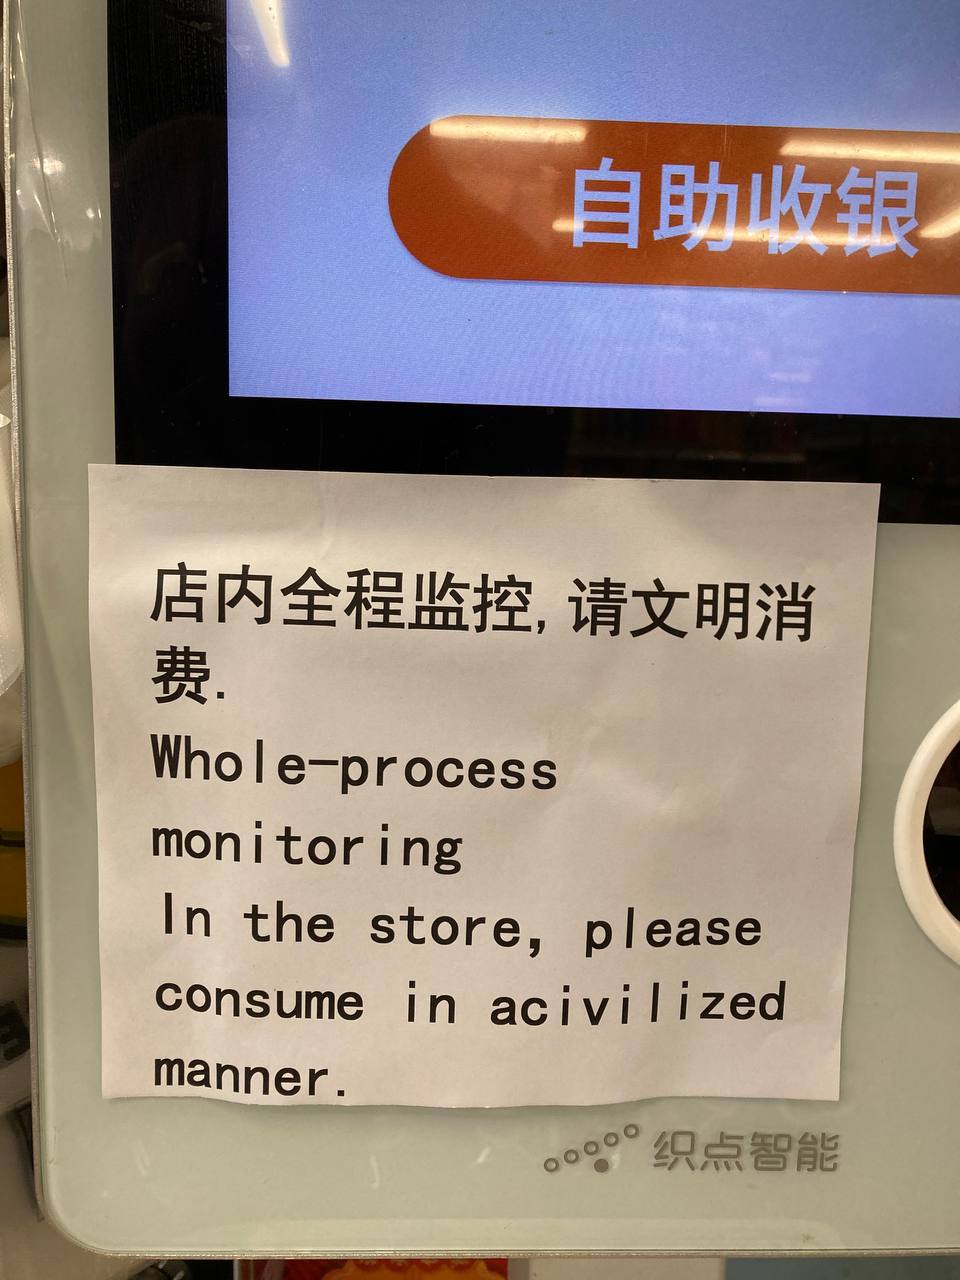 自助收银
店内全程监控,请文明消
费.
Whole-process
monitoring
In the store, please
consume in acivilized
manner.
织点智能